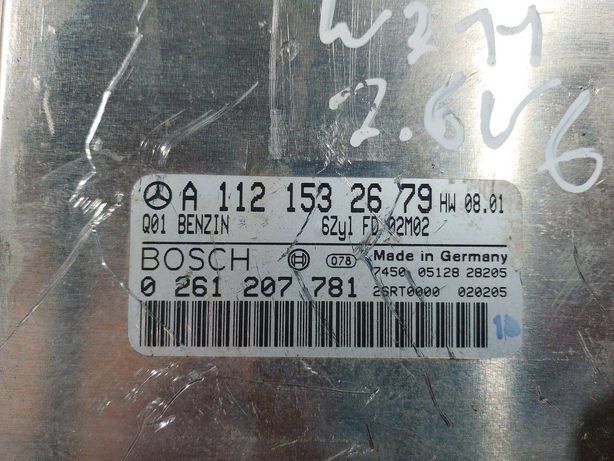 W211
2.6V6
A 112 153 26 79 HW 08.01
Q01 BENZIN 6Zyl FD 02M02
BOSCH 078 Made in Germany
7450 05128 28205
0 261 207 781 2SRT0000 020205
10